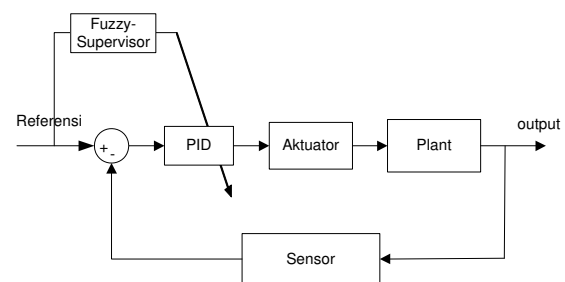 Fuzzy-
Supervisor
Referensi
output
+
-
PID
Aktuator
Plant
Sensor